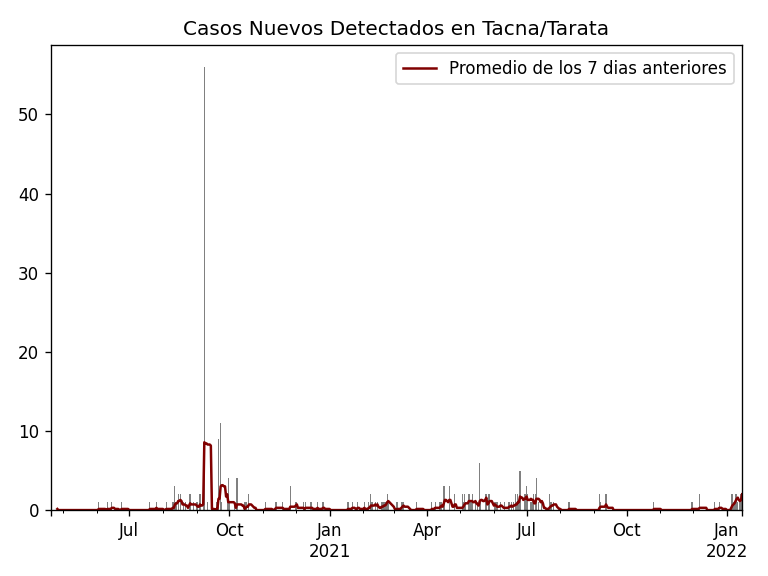 Casos Nuevos Detectados en Tacna/Tarata
Promedio de los 7 dias anteriores
50
40
30
20
10
0
Jul Oct Jan Apr Jul Oct Jan
2021 2022